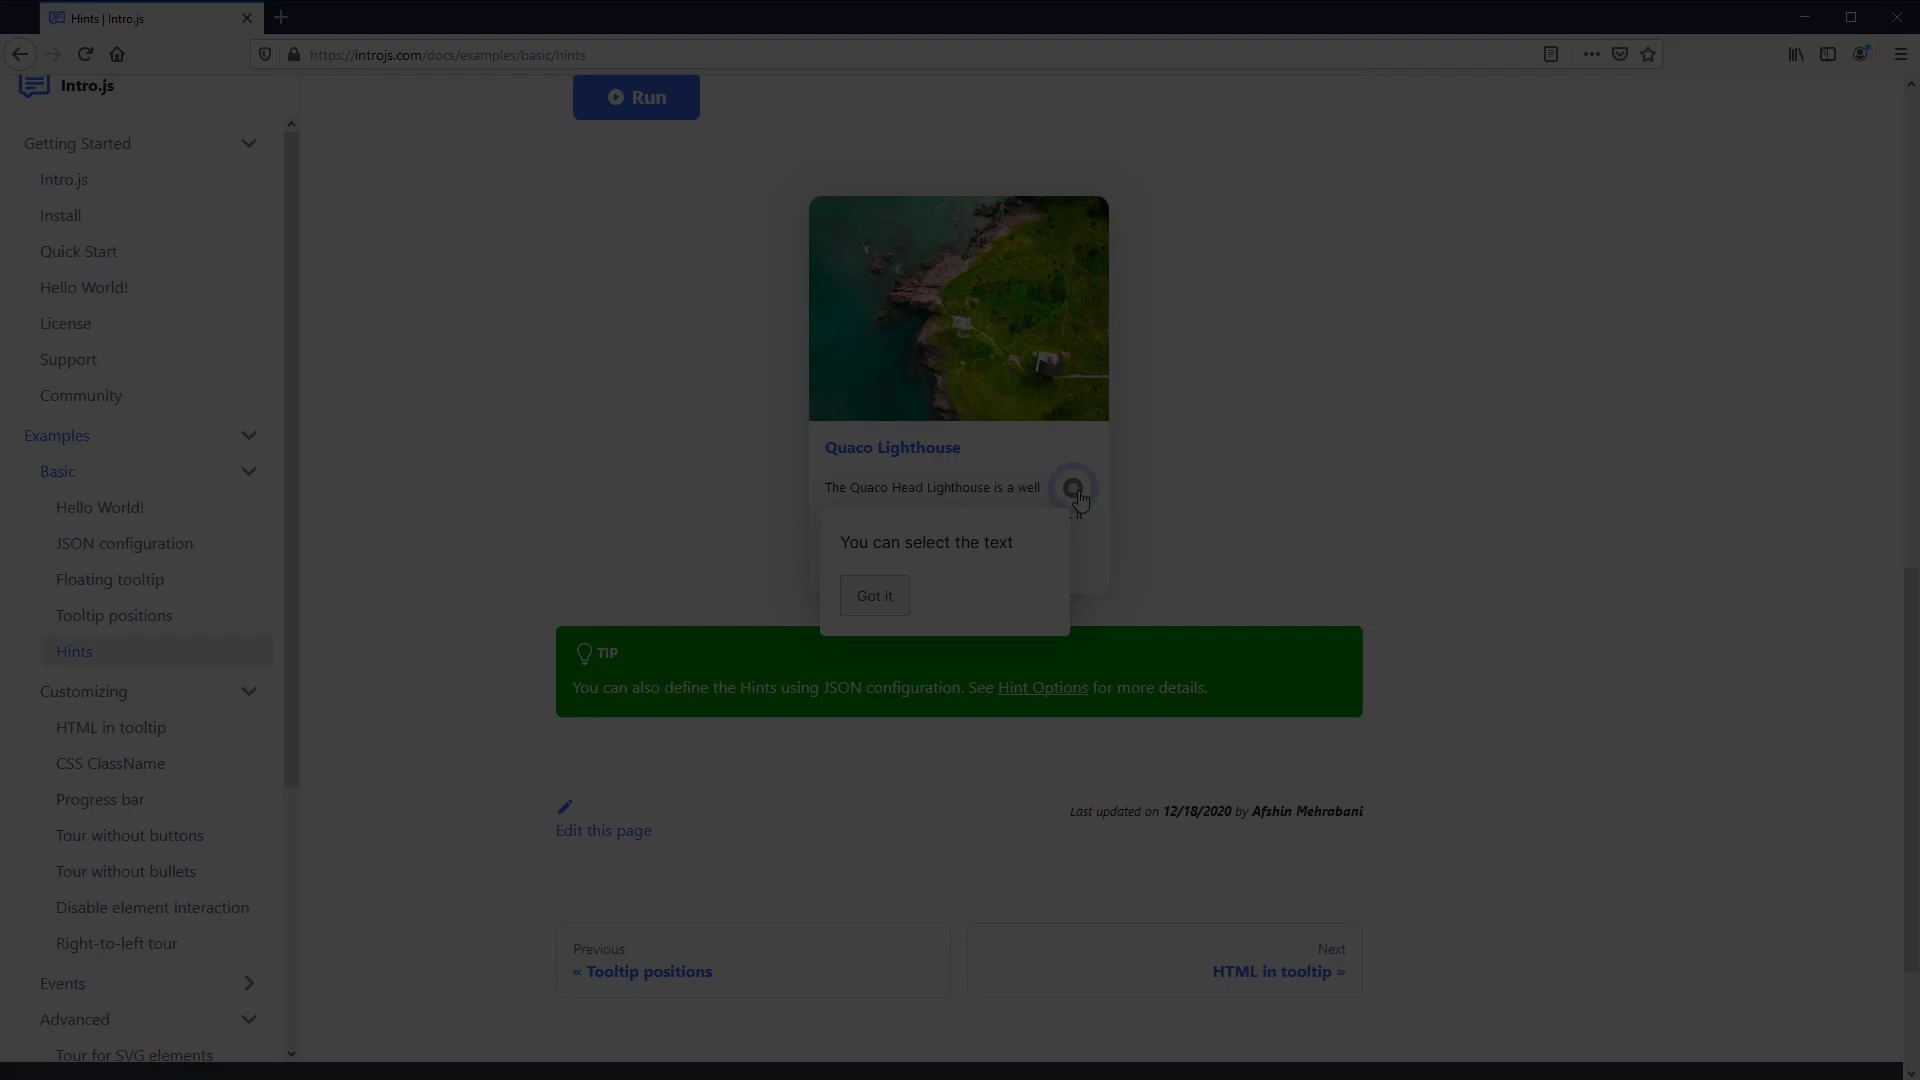 Hints | Intro.js
https://introjs.com/docs/examples/basic/hints
Intro.js
Getting Started
Intro.js
Install
Quick Start
Hello World!
License
Support
Community
Examples
Basic
Hello World!
JSON configuration
Floating tooltip
Tooltip positions
Hints
Customizing
HTML in tooltip
CSS ClassName
Progress bar
Tour without buttons
Tour without bullets
Disable element interaction
Right-to-left tour
Events
Advanced
Tour for SVG elements
Run
Quaco Lighthouse
The Quaco Head Lighthouse is a well
it
You can select the text
Got it
TIP
You can also define the Hints using JSON configuration. See Hint Options for more details.
Edit this page
Last updated on 12/18/2020 by Afshin Mehrabani
Previous
« Tooltip positions
Next
HTML in tooltip »